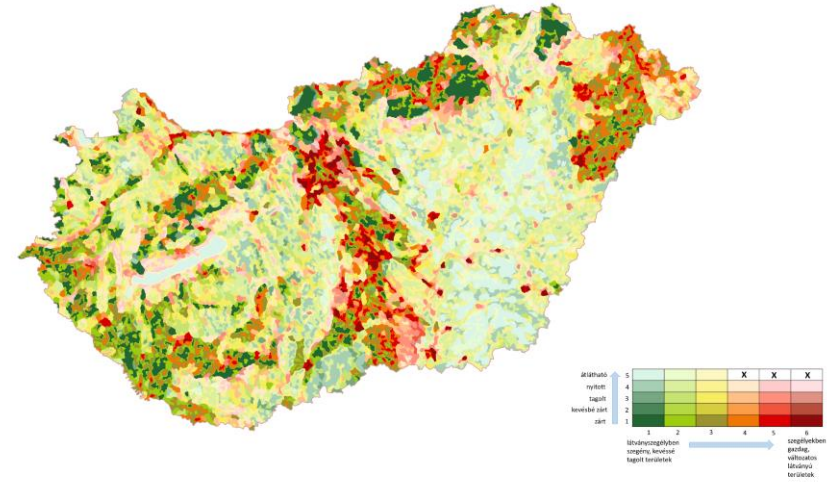 átlátható 5 X X X
nyitott 4
tagolt 3
kevésbé zárt 2
zárt 1
1 2 3 4 5 6
látványszegélyben
szegény, kevéssé
tagolt területek
szegélyekben
gazdag,
változatos
látványú
területek